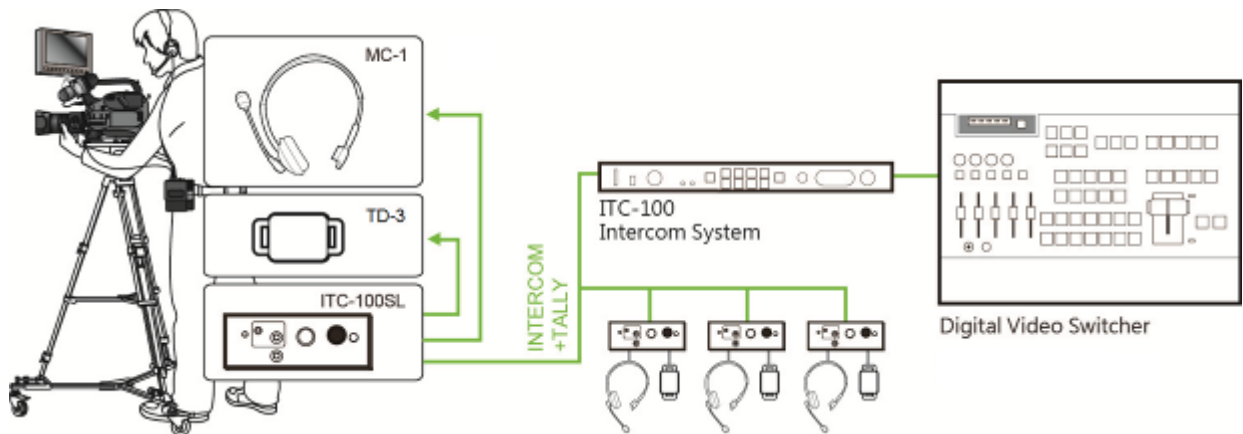 MC-1
TD-3
ITC-100SL
INTERCOM
+TALLY
ITC-100
Intercom System
Digital Video Switcher